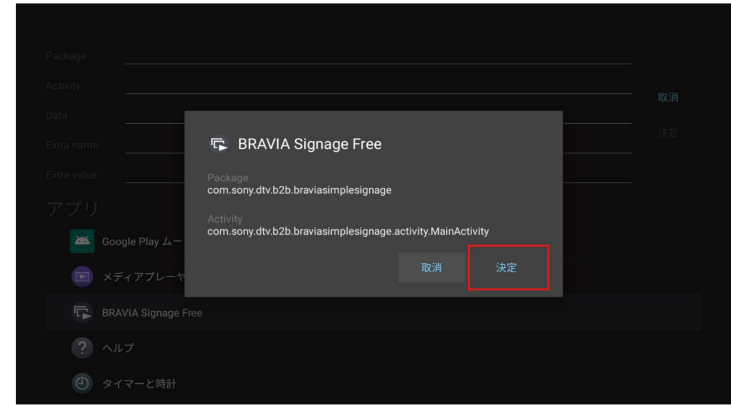 Package
Activity
取消
Data
決定
Extra name
Extra value
BRAVIA Signage Free
Package
com.sony.dtv.b2b.braviasimplesignage
Activity
com.sony.dtv.b2b.braviasimplesignage.activity.MainActivity
取消
決定
アプリ
Google Play ムー
メディアプレーヤ
BRAVIA Signage Free
ヘルプ
タイマーと時計